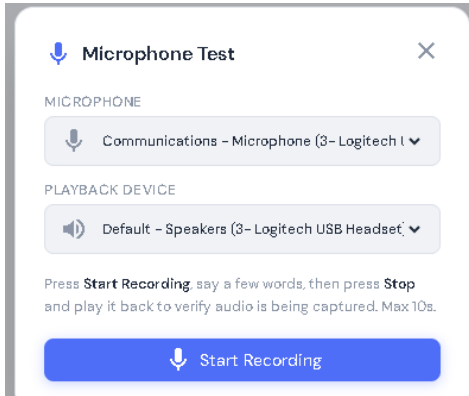 Microphone Test
MICROPHONE
Communications - Microphone (3- Logitech
PLAYBACK DEVICE
Default - Speakers (3- Logitech USB Headset)
Press Start Recording, say a few words, then press Stop
and play it back to verify audio is being captured. Max 10s.
Start Recording